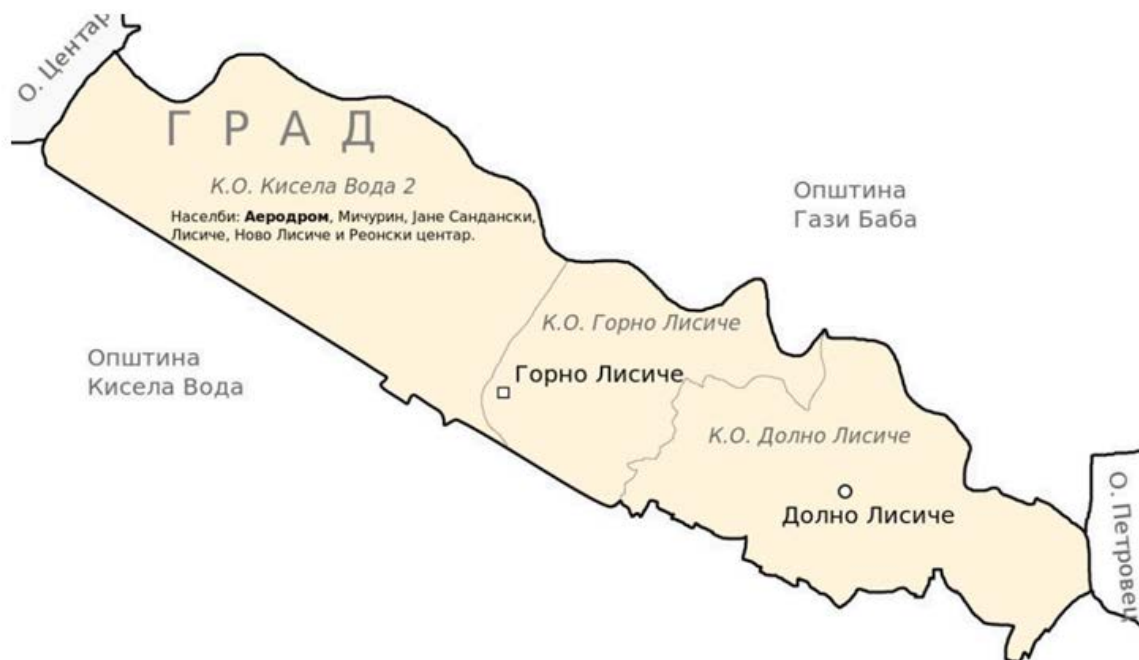 О. Центар
ГРАД
К.О. Кисела Вода 2
Населби: Аеродром, Мичурин, Јане Сандански,
Лисиче, Ново Лисиче и Реонски центар.
Општина
Гази Баба
К.О. Горно Лисиче
Општина
Кисела Вода
Горно Лисиче
К.О. Долно Лисиче
Долно Лисиче
О. Петровец